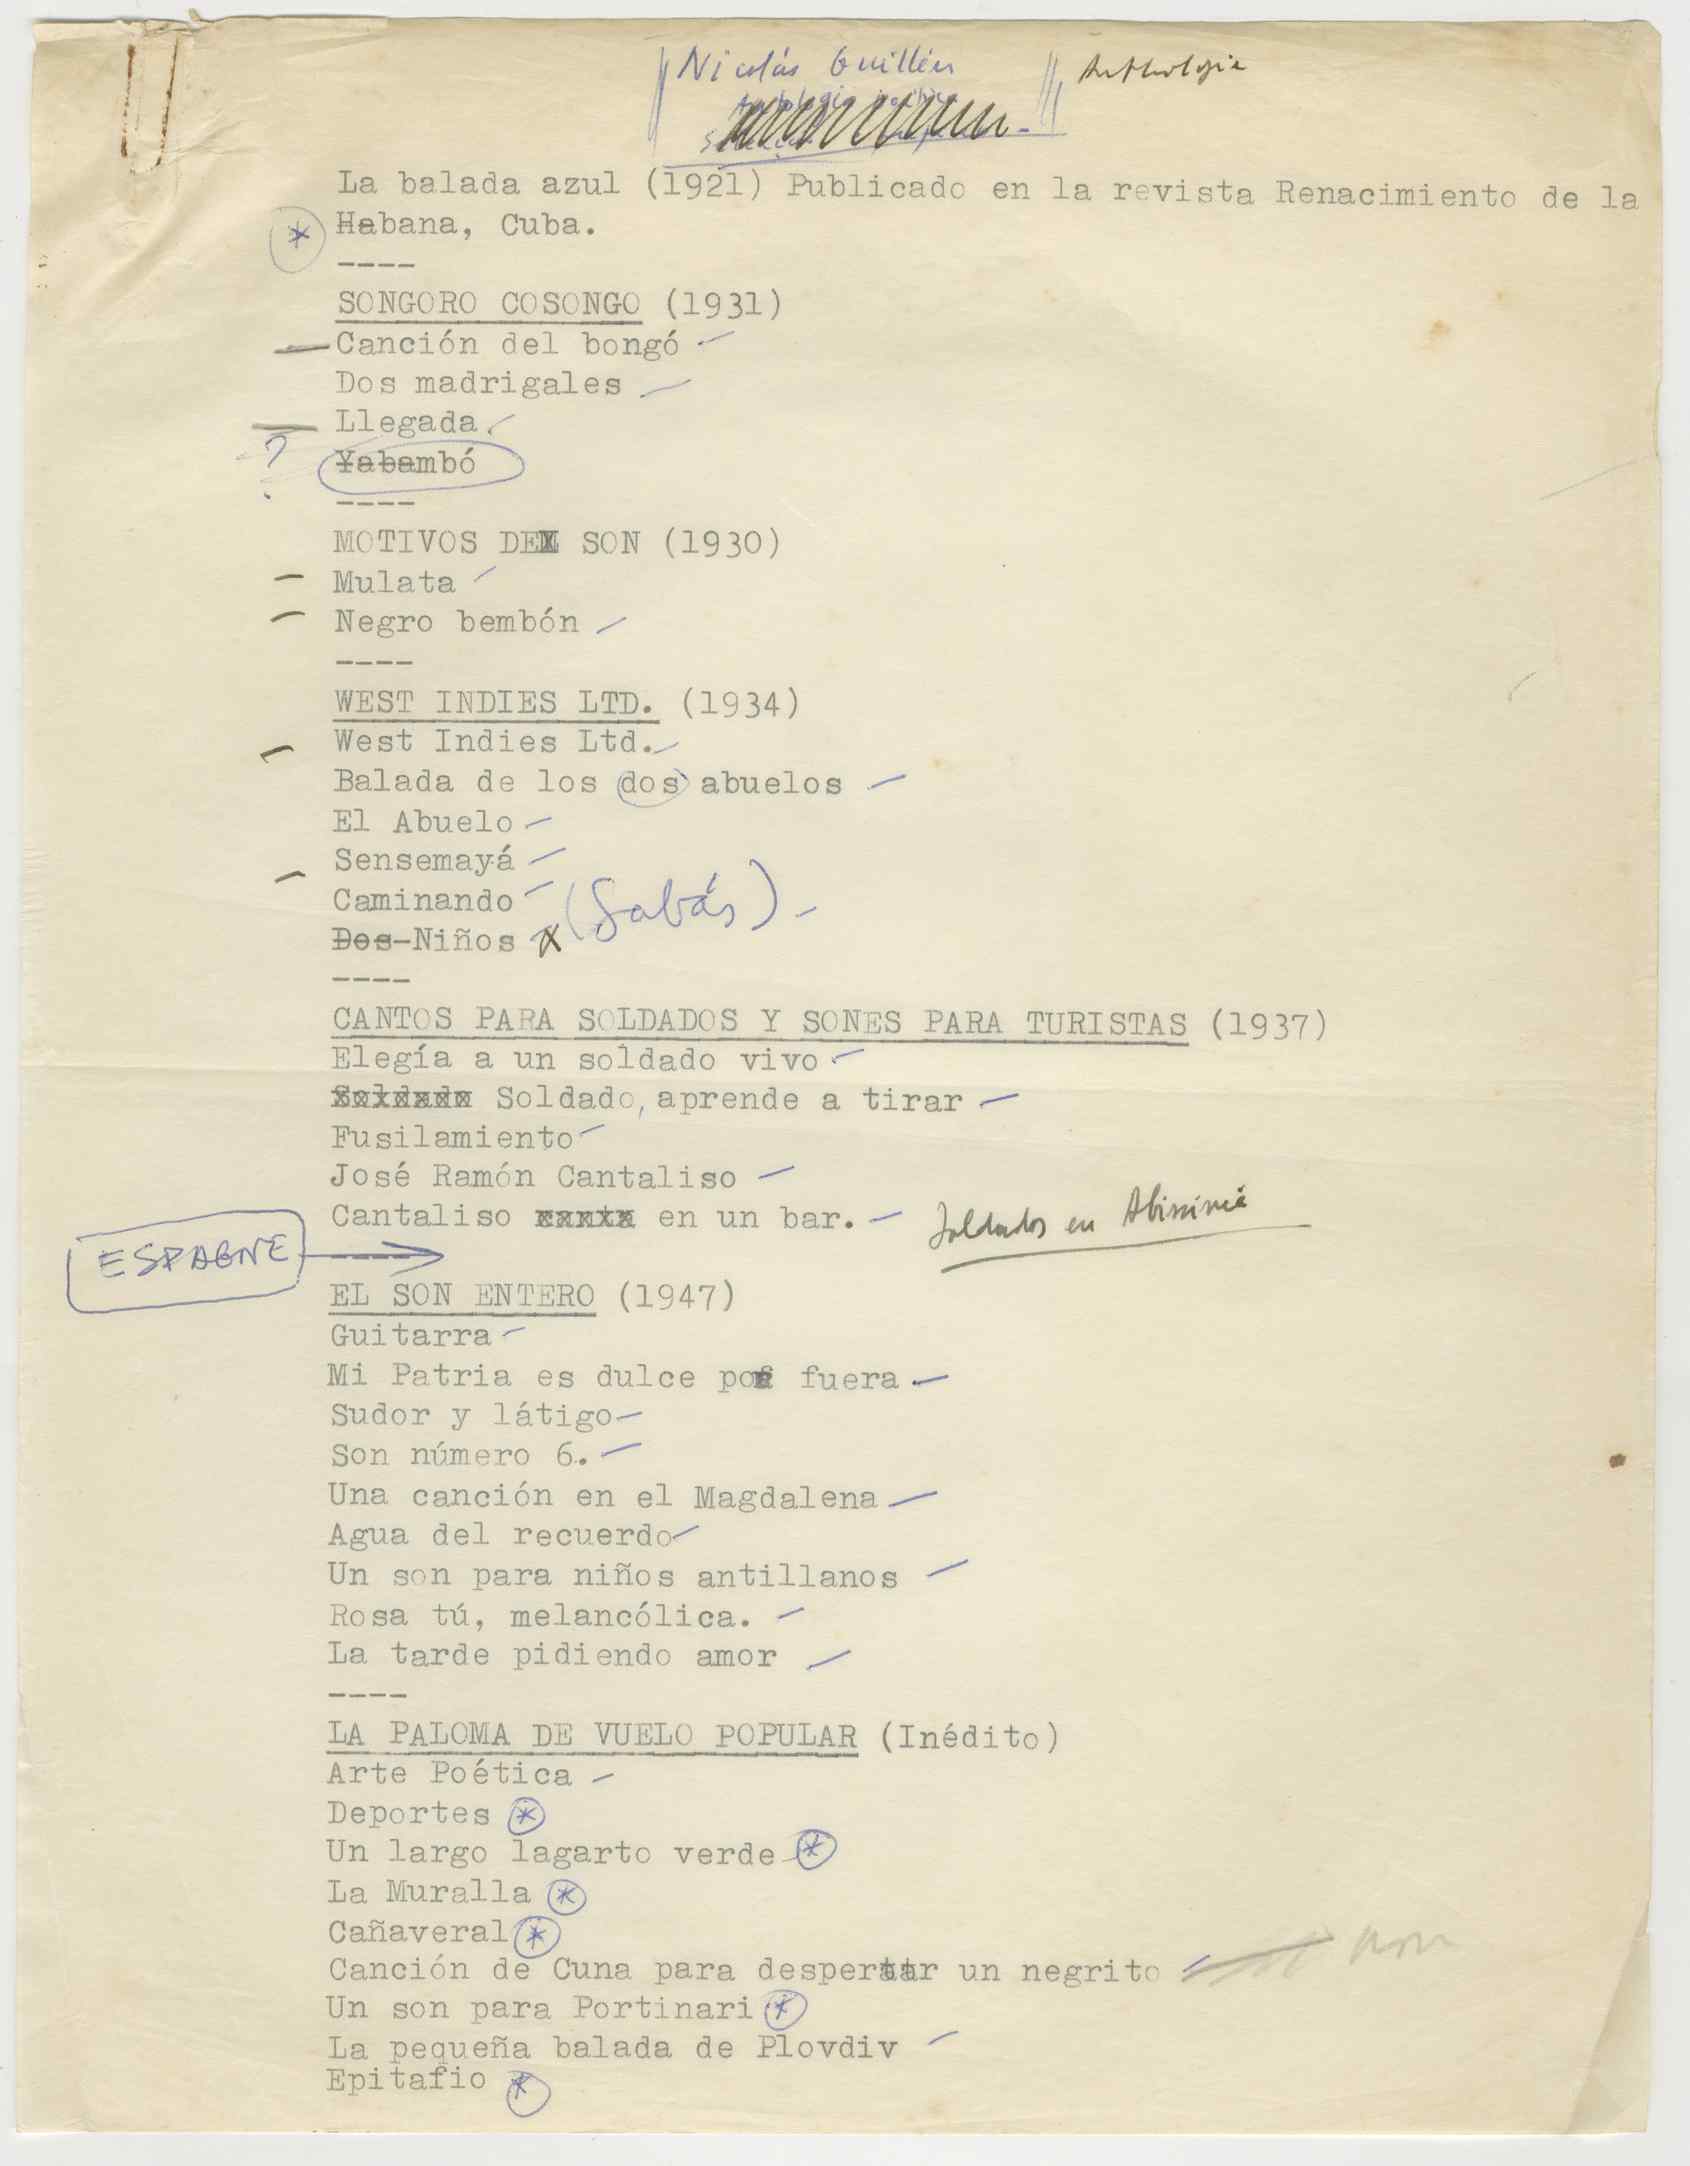 Nicolás Guillén
Anthologie
La balada azul (1921) Publicado en la revista Renacimiento de la
* Habana, Cuba.
----
SONGORO COSONGO (1931)
Canción del bongó
Dos madrigales
Llegada
? Yabambó
----
MOTIVOS DEL SON (1930)
Mulata
Negro bembón
----
WEST INDIES LTD. (1934)
West Indies Ltd.
Balada de los dos abuelos
El Abuelo
Sensemayá
Caminando
(Sabás)
Dos Niños X
----
CANTOS PARA SOLDADOS Y SONES PARA TURISTAS (1937)
Elegía a un soldado vivo
Soldado Soldado, aprende a tirar
Fusilamiento
José Ramón Cantaliso
Cantaliso canta en un bar.
Soldados en Abisinia
ESPAGNE
EL SON ENTERO (1947)
Guitarra
Mi Patria es dulce por fuera
Sudor y látigo
Son número 6.
Una canción en el Magdalena
Agua del recuerdo
Un son para niños antillanos
Rosa tú, melancólica.
La tarde pidiendo amor
----
LA PALOMA DE VUELO POPULAR (Inédito)
Arte Poética
Deportes *
Un largo lagarto verde *
La Muralla *
Cañaveral *
Canción de Cuna para despertar un negrito non
Un son para Portinari *
La pequeña balada de Plovdiv
Epitafio *